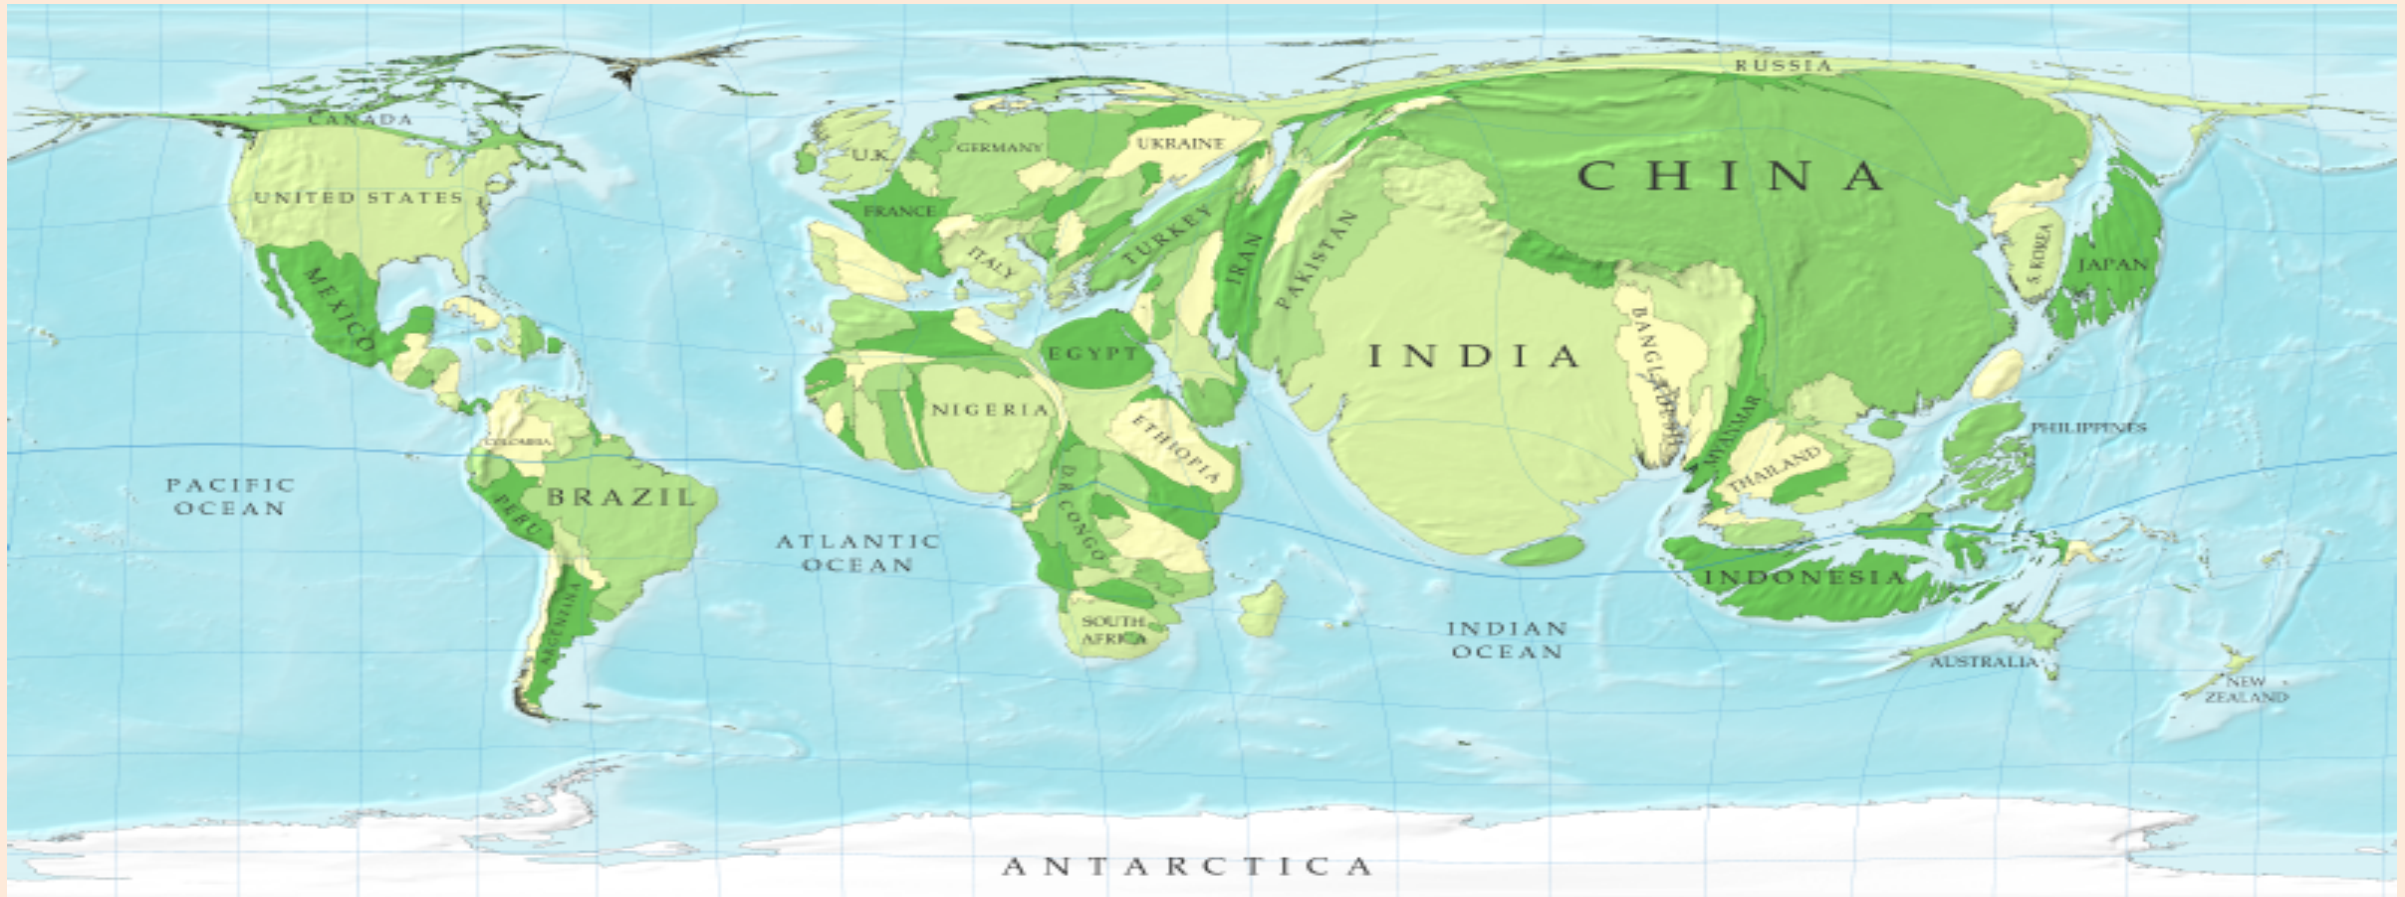 RUSSIA
CANADA
UNITED STATES
MEXICO
COLOMBIA
PERU
BRAZIL
ARGENTINA
PACIFIC
OCEAN
ATLANTIC
OCEAN
U.K.
GERMANY
UKRAINE
FRANCE
ITALY
TURKEY
IRAN
PAKISTAN
EGYPT
NIGERIA
ETHIOPIA
D.R. CONGO
SOUTH
AFRICA
CHINA
INDIA
BANGLADESH
MYANMAR
THAILAND
S. KOREA
JAPAN
PHILIPPINES
INDONESIA
INDIAN
OCEAN
AUSTRALIA
NEW
ZEALAND
ANTARCTICA